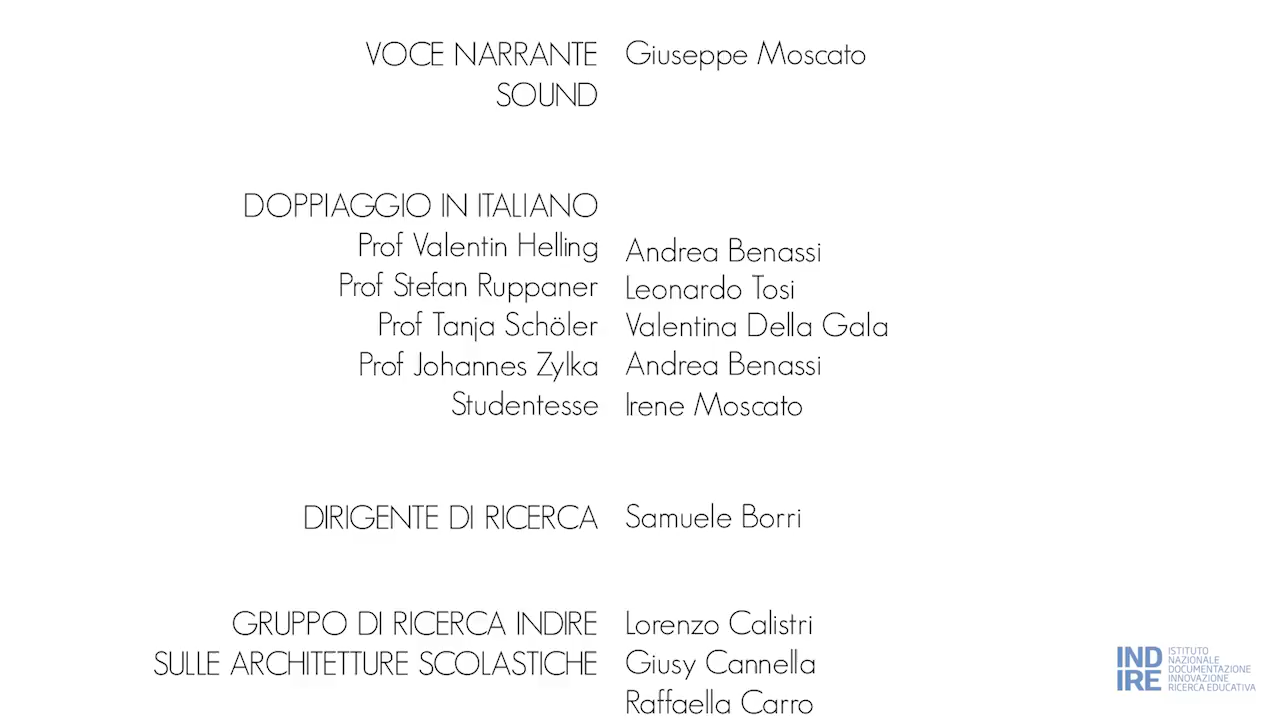 VOCE NARRANTE Giuseppe Moscato
SOUND
DOPPIAGGIO IN ITALIANO
Prof Valentin Helling Andrea Benassi
Prof Stefan Ruppaner Leonardo Tosi
Prof Tanja Schöler Valentina Della Gala
Prof Johannes Zylka Andrea Benassi
Studentesse Irene Moscato
DIRIGENTE DI RICERCA Samuele Borri
GRUPPO DI RICERCA INDIRE Lorenzo Calistri
SULLE ARCHITETTURE SCOLASTICHE Giusy Cannella
Raffaella Carro
IND
IRE
ISTITUTO
NAZIONALE
DOCUMENTAZIONE
INNOVAZIONE
RICERCA EDUCATIVA